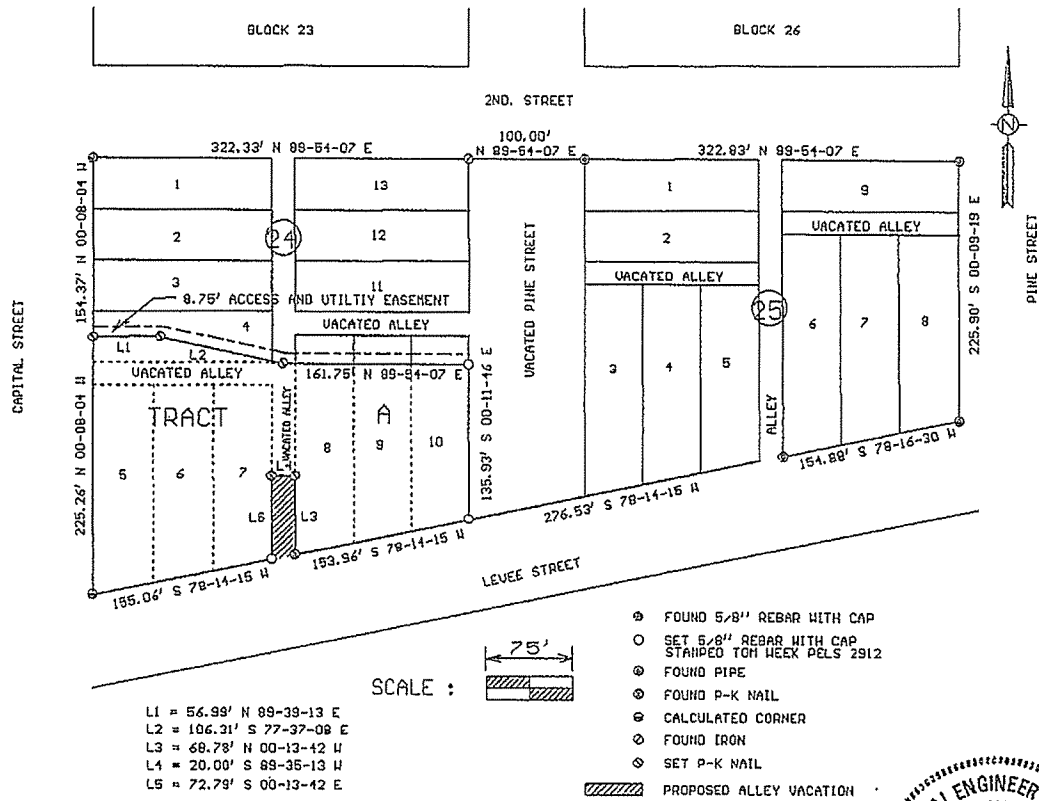 BLOCK 23
BLOCK 26
2ND. STREET
322.33' N 89-54-07 E
100.00'
N 89-54-07 E
322.83' N 89-54-07 E
N
1
13
1
9
2
24
12
2
VACATED ALLEY
3
11
VACATED ALLEY
8.75' ACCESS AND UTILTIY EASEMENT
4
VACATED ALLEY
25
6
7
8
L1
L2
VACATED ALLEY
161.75' N 89-54-07 E
3
4
5
TRACT
VACATED ALLEY
A
ALLEY
5
6
7
L
8
9
10
L6
L3
CAPITAL STREET
154.37' N 00-08-04 W
225.26' N 00-08-04 W
135.93' S 00-11-46 E
VACATED PINE STREET
225.90' S 00-09-19 E
PINE STREET
155.06' S 78-14-15 W
153.96' S 78-14-15 W
276.53' S 78-14-15 W
154.88' S 78-16-30 W
LEVEE STREET
SCALE :
75'
L1 = 56.99' N 89-39-13 E
L2 = 106.31' S 77-37-08 E
L3 = 68.78' N 00-13-42 W
L4 = 20.00' S 89-35-13 W
L5 = 72.79' S 00-13-42 E
FOUND 5/8'' REBAR WITH CAP
SET 5/8'' REBAR WITH CAP
STAMPED TOM WEEK PELS 2912
FOUND PIPE
FOUND P-K NAIL
CALCULATED CORNER
FOUND IRON
SET P-K NAIL
PROPOSED ALLEY VACATION
ENGINEER